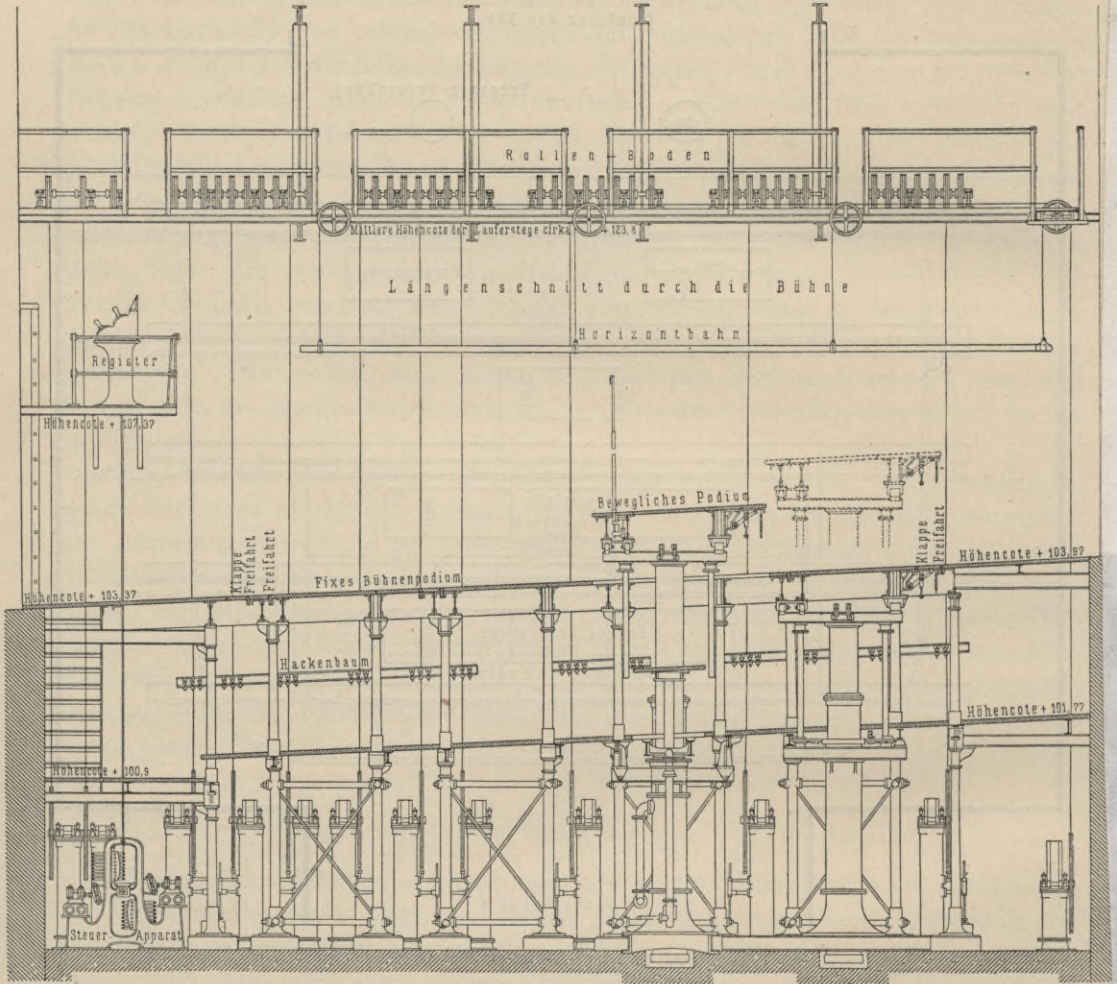 Rollen-Boden
Mittlere Höhencote der Lauferstege cirka + 123,6
Längenschnitt durch die Bühne
Horizontbahn
Register
Höhencote + 107,37
Bewegliches Podium
Klappe
Freifahrt
Freifahrt
Klappe
Freifahrt
Höhencote + 103,97
Fixes Bühnenpodium
Höhencote + 103,37
Hackenbaum
Höhencote + 101,77
Höhencote + 100,9
Steuer Apparat